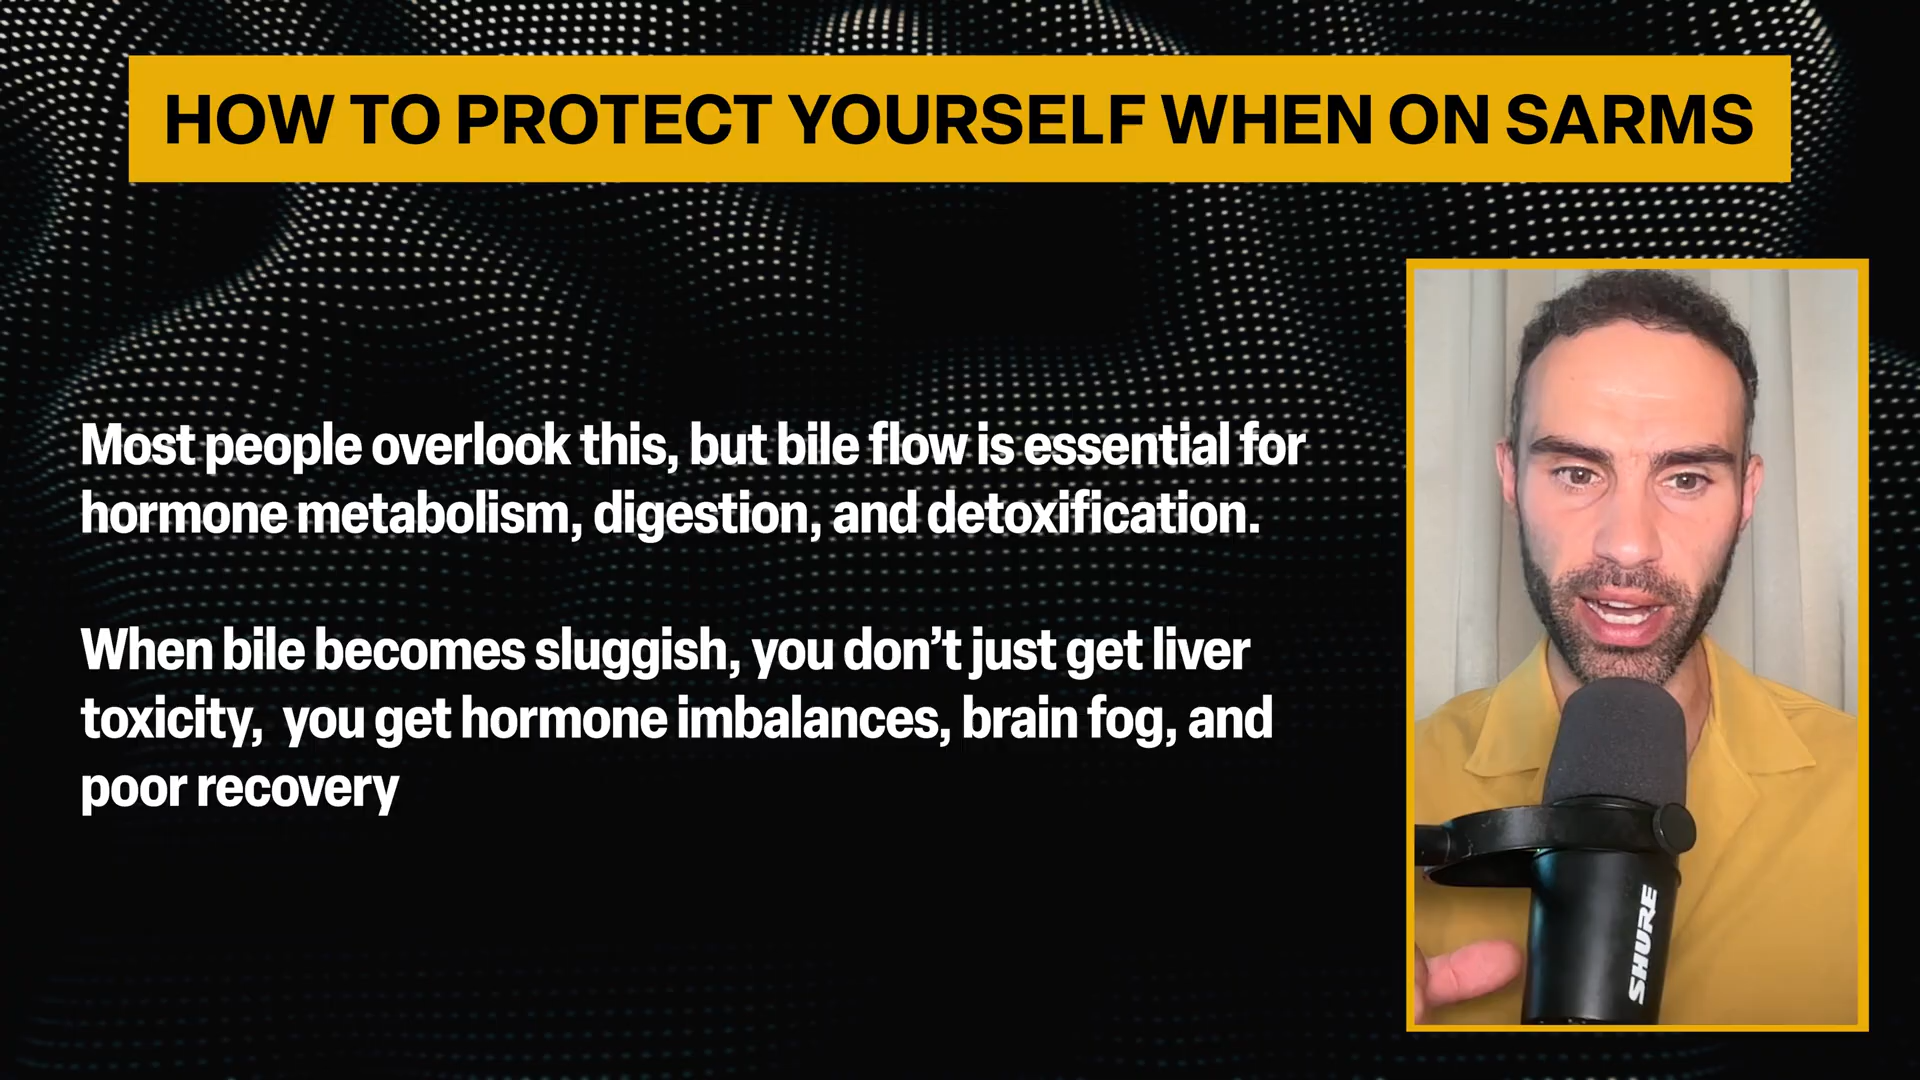 HOW TO PROTECT YOURSELF WHEN ON SARMS
Most people overlook this, but bile flow is essential for
hormone metabolism, digestion, and detoxification.
When bile becomes sluggish, you don’t just get liver
toxicity,  you get hormone imbalances, brain fog, and
poor recovery
SHURE